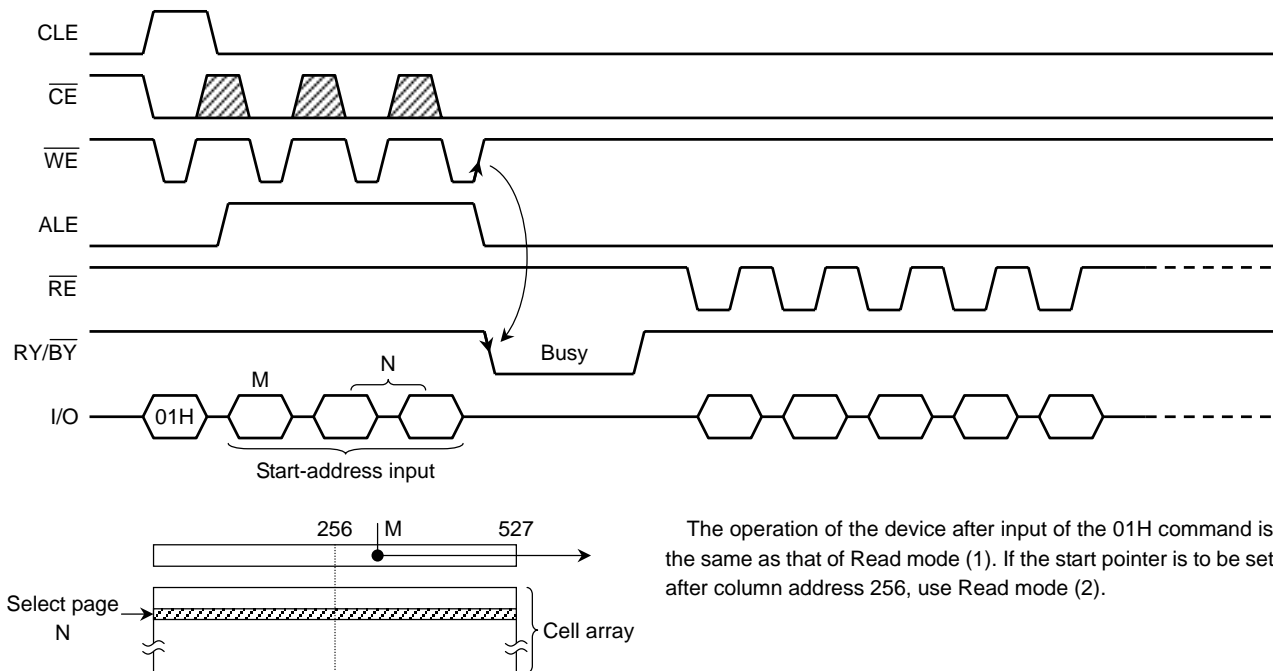 CLE
CE
WE
ALE
RE
RY/BY
Busy
M
N
I/O
01H
Start-address input
256
M
527
Select page
N
Cell array
The operation of the device after input of the 01H command is
the same as that of Read mode (1). If the start pointer is to be set
after column address 256, use Read mode (2).